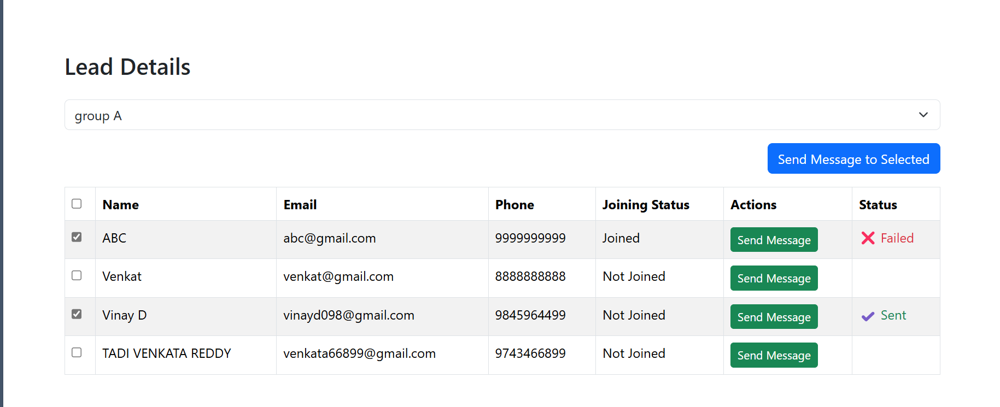 Lead Details
group A
Send Message to Selected
Name Email Phone Joining Status Actions Status
ABC abc@gmail.com 9999999999 Joined Send Message Failed
Venkat venkat@gmail.com 8888888888 Not Joined Send Message
Vinay D vinayd098@gmail.com 9845964499 Not Joined Send Message Sent
TADI VENKATA REDDY venkata66899@gmail.com 9743466899 Not Joined Send Message